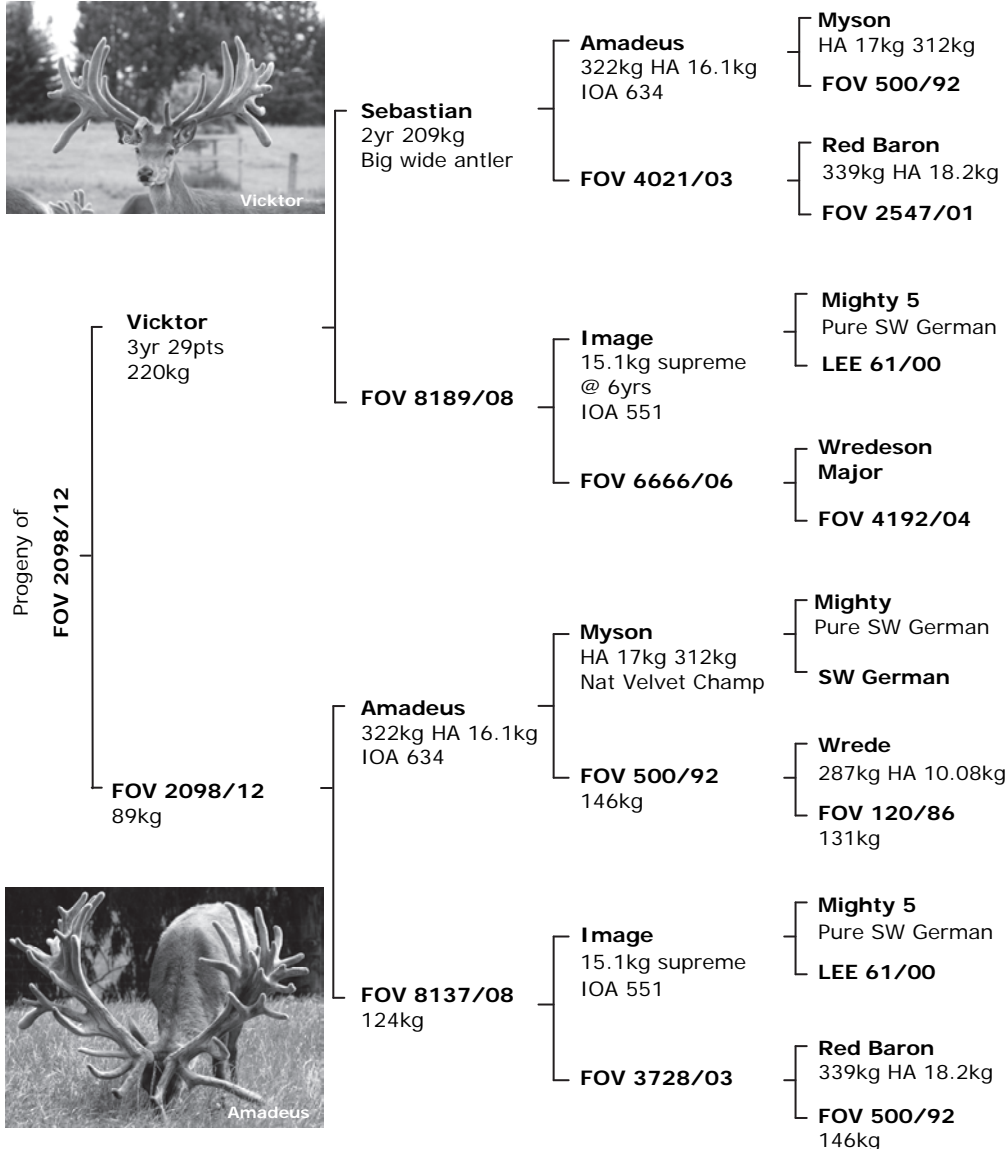 Vicktor
Amadeus
322kg HA 16.1kg
IOA 634
Myson
HA 17kg 312kg
FOV 500/92
Sebastian
2yr 209kg
Big wide antler
FOV 4021/03
Red Baron
339kg HA 18.2kg
FOV 2547/01
Vicktor
3yr 29pts
220kg
FOV 8189/08
Image
15.1kg supreme
@ 6yrs
IOA 551
Mighty 5
Pure SW German
LEE 61/00
FOV 6666/06
Wredeson
Major
FOV 4192/04
Progeny of
FOV 2098/12
FOV 2098/12
89kg
Amadeus
322kg HA 16.1kg
IOA 634
Myson
HA 17kg 312kg
Nat Velvet Champ
Mighty
Pure SW German
SW German
FOV 500/92
146kg
Wrede
287kg HA 10.08kg
FOV 120/86
131kg
FOV 8137/08
124kg
Image
15.1kg supreme
IOA 551
Mighty 5
Pure SW German
LEE 61/00
FOV 3728/03
Red Baron
339kg HA 18.2kg
FOV 500/92
146kg
Amadeus